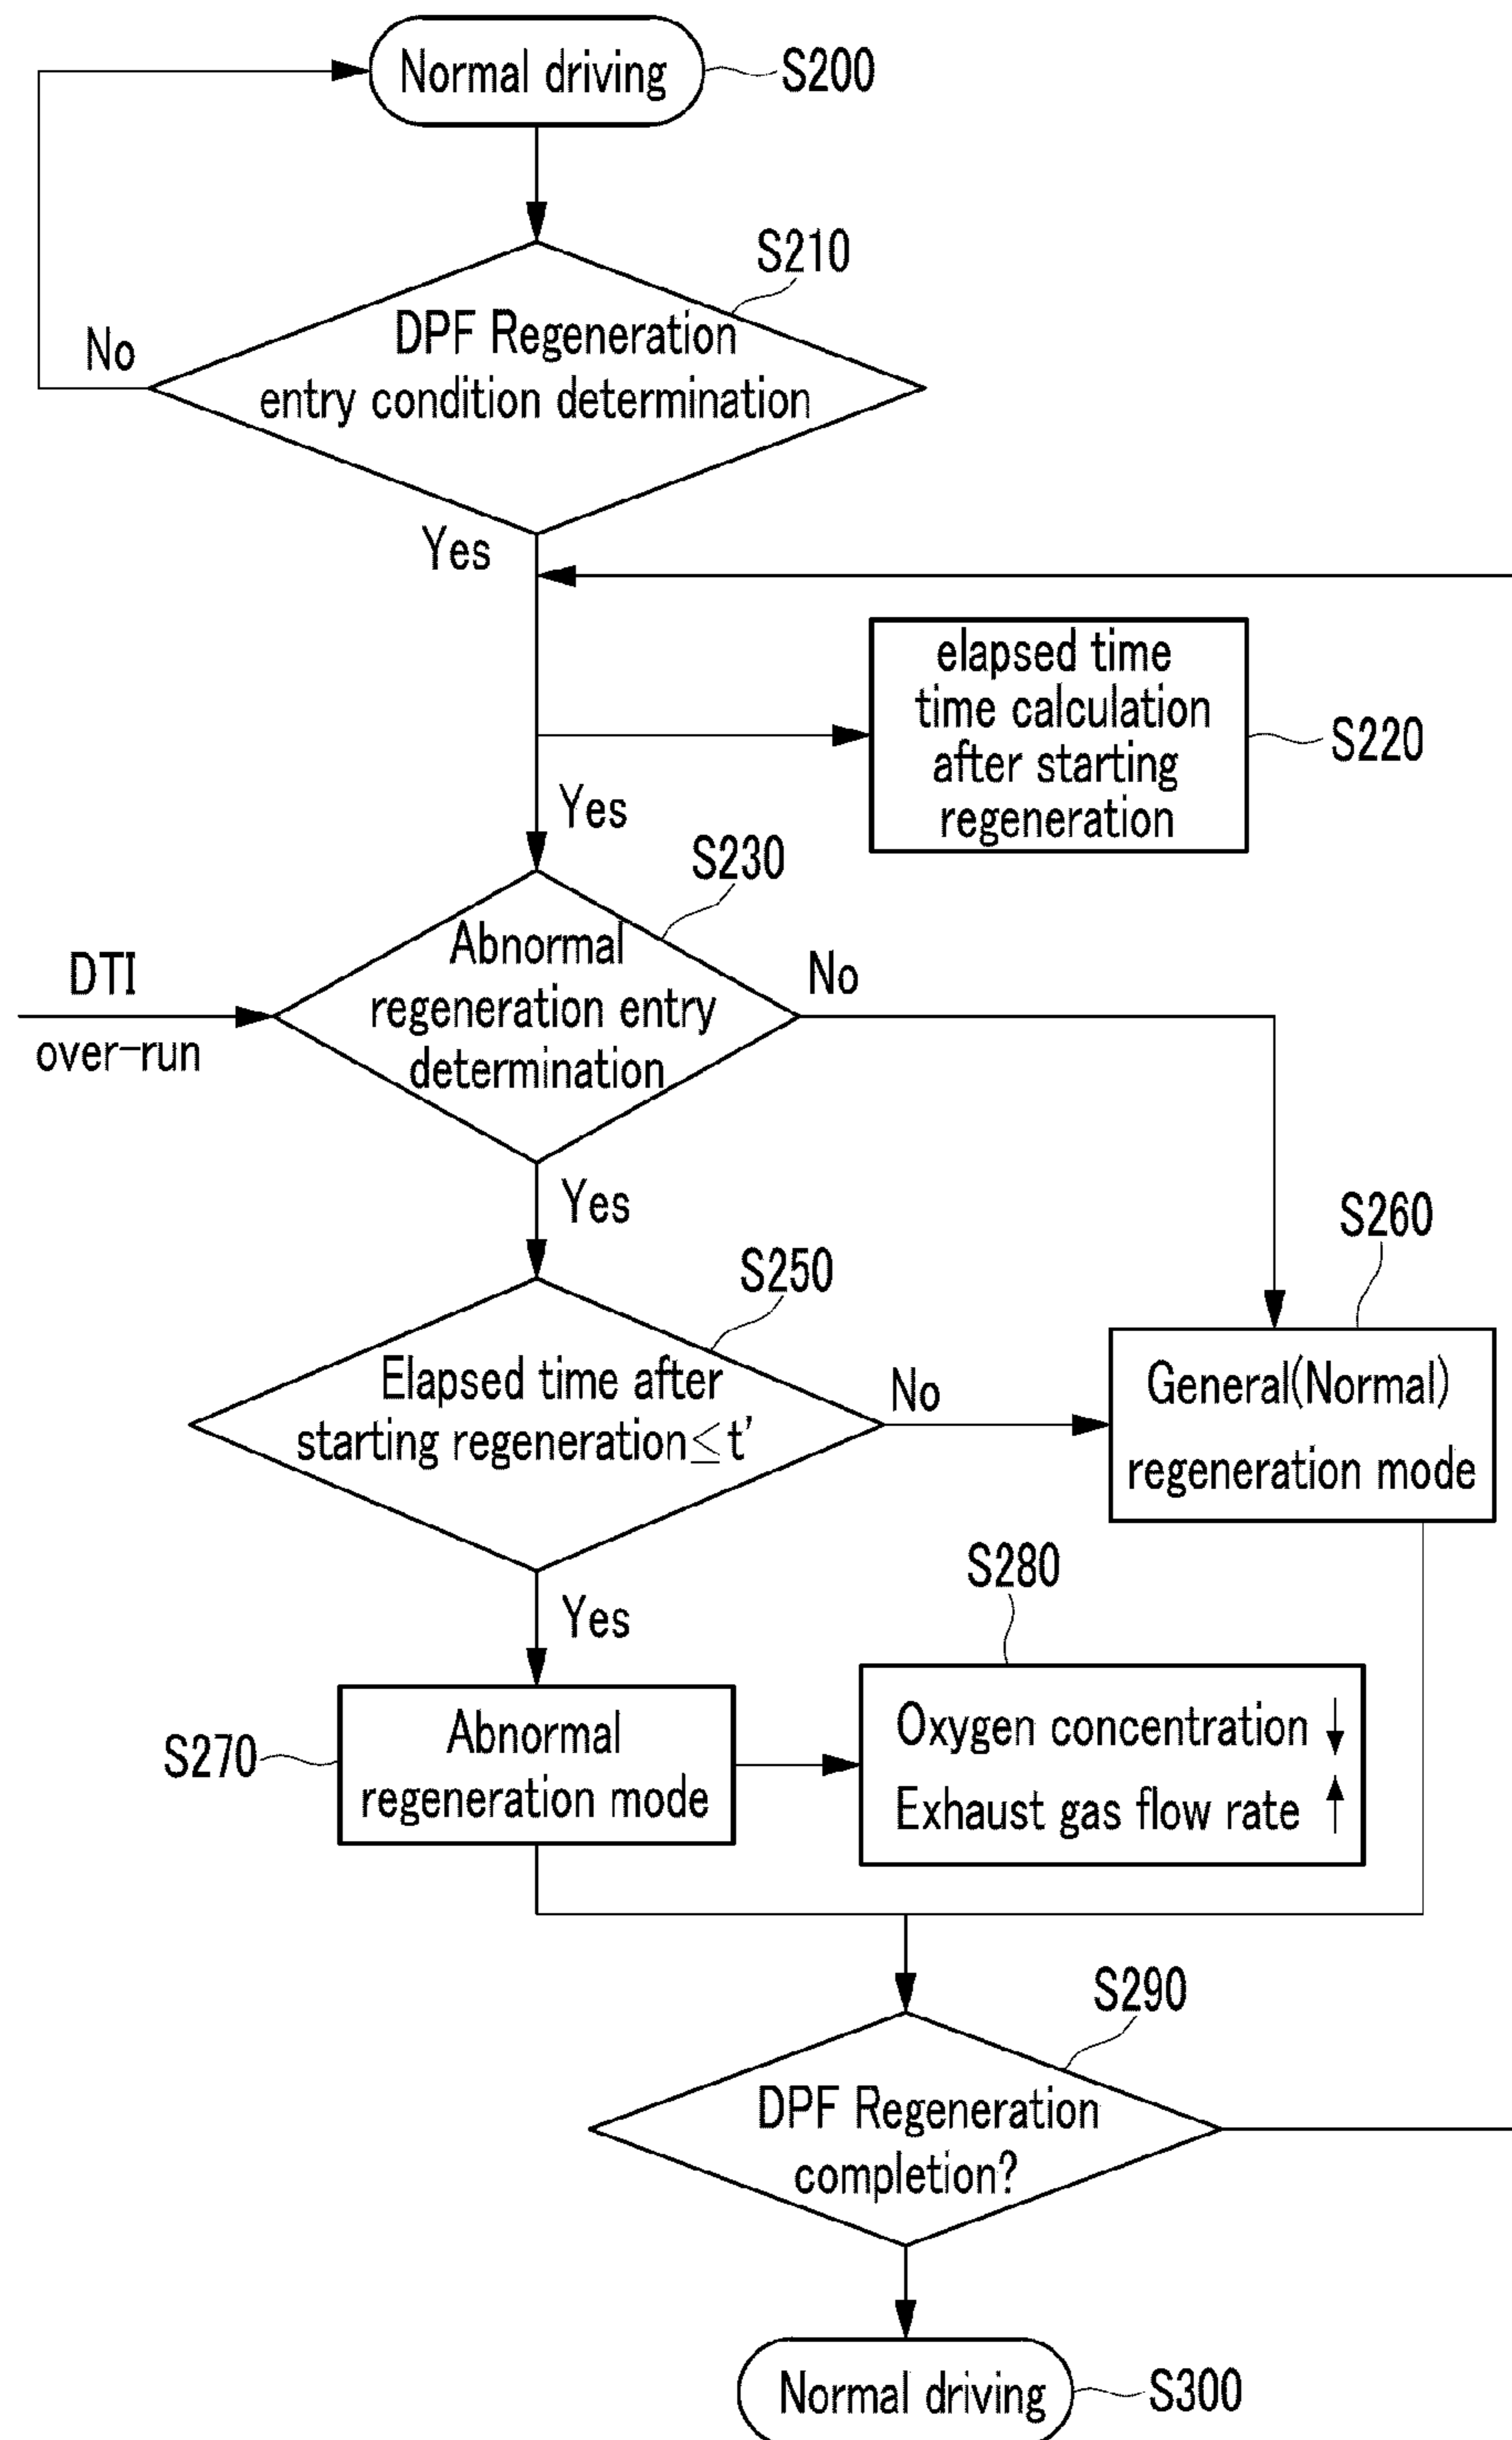 Normal driving
S200
S210
DPF Regeneration
entry condition determination
No
Yes
elapsed time
time calculation
after starting
regeneration
S220
Yes
S230
DTI
over-run
Abnormal
regeneration entry
determination
No
Yes
S250
S260
Elapsed time after
starting regeneration≤t'
No
General(Normal)
regeneration mode
Yes
S280
S270
Abnormal
regeneration mode
Oxygen concentration ↓
Exhaust gas flow rate ↑
S290
DPF Regeneration
completion?
Normal driving
S300